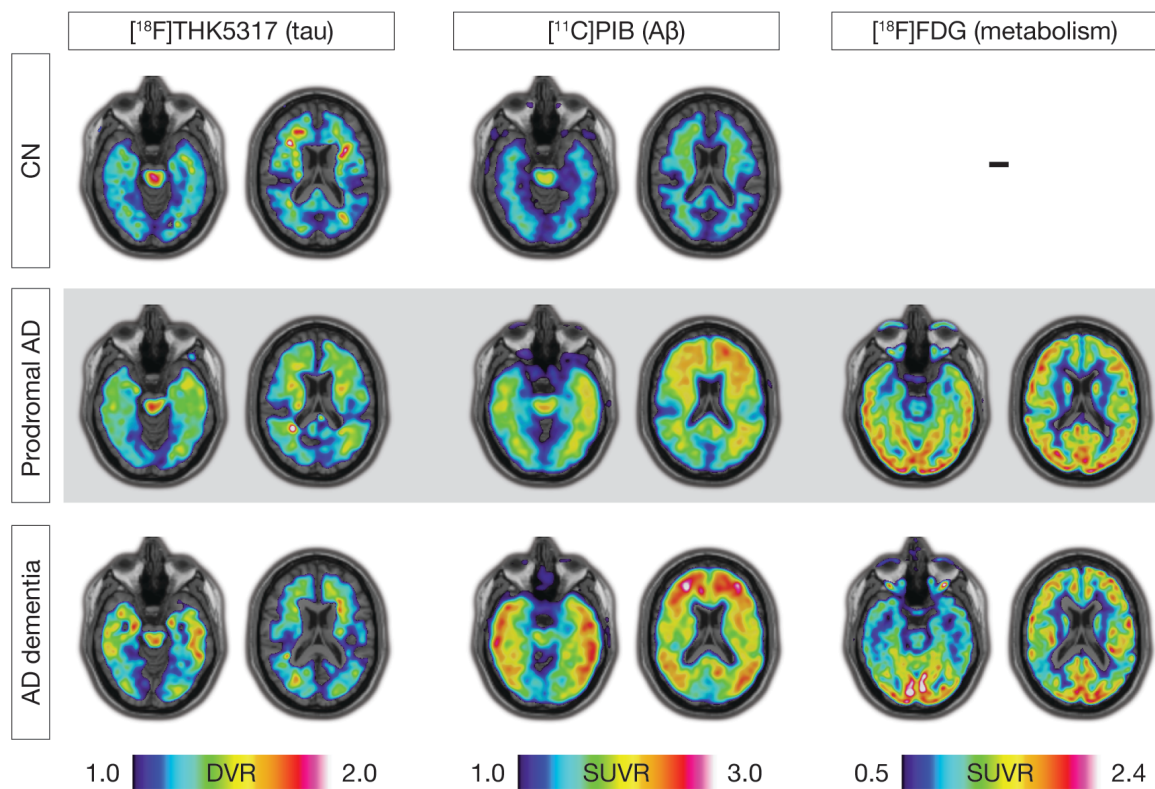 [¹⁸F]THK5317 (tau)
[¹¹C]PIB (Aβ)
[¹⁸F]FDG (metabolism)
CN
–
Prodromal AD
AD dementia
1.0 DVR 2.0
1.0 SUVR 3.0
0.5 SUVR 2.4